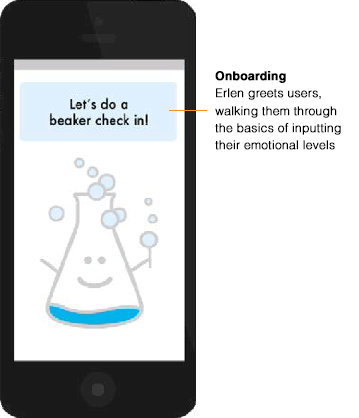 Let's do a
beaker check in!
Onboarding
Erlen greets users,
walking them through
the basics of inputting
their emotional levels